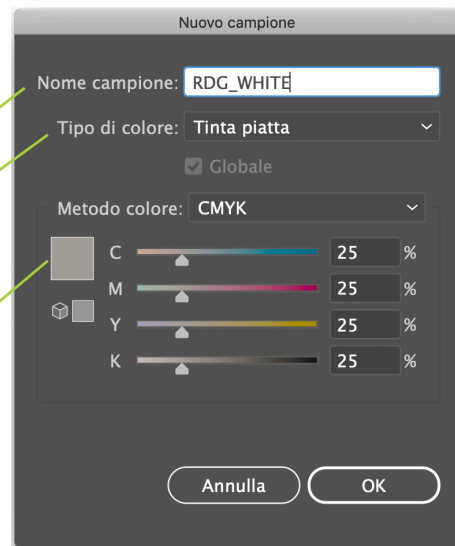 Nuovo campione
Nome campione: RDG_WHITE
Tipo di colore: Tinta piatta
Globale
Metodo colore: CMYK
C 25 %
M 25 %
Y 25 %
K 25 %
Annulla OK